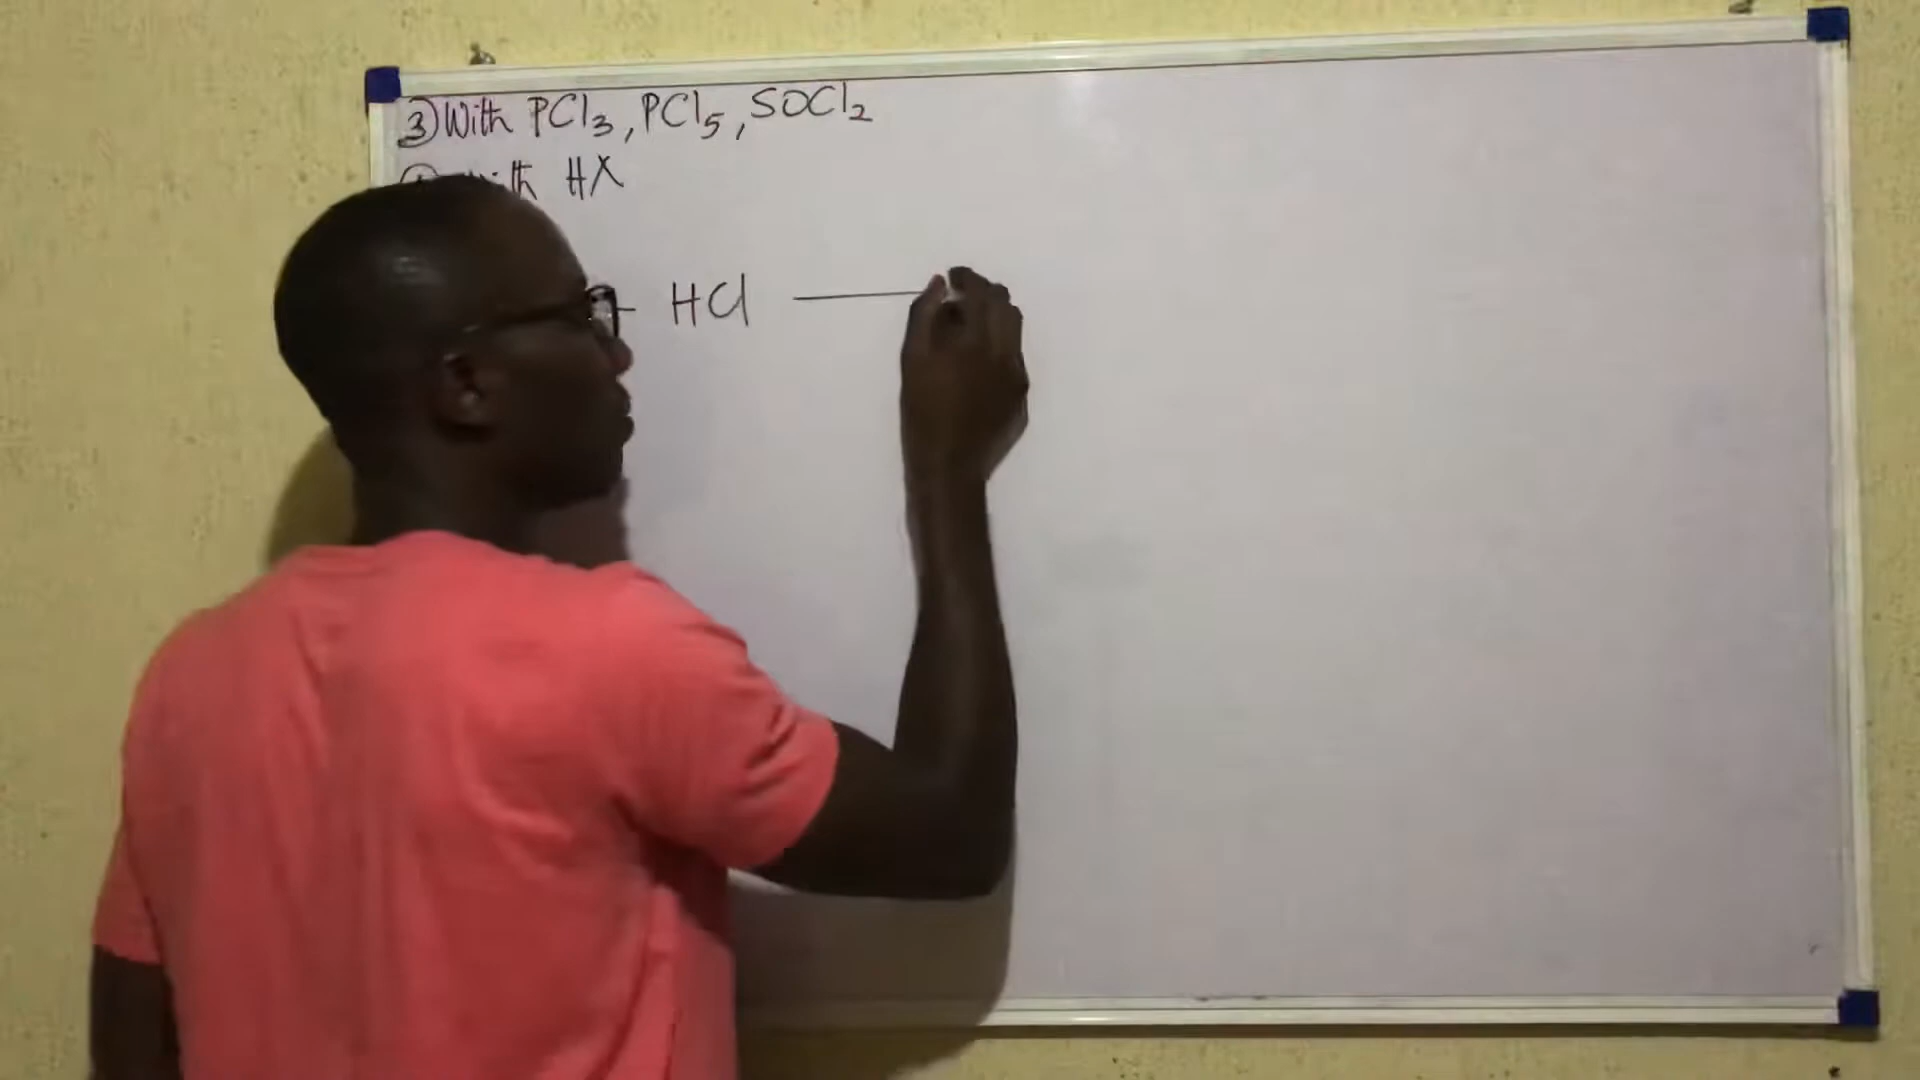 ③ With PCl₃, PCl₅, SOCl₂
HX
HCl